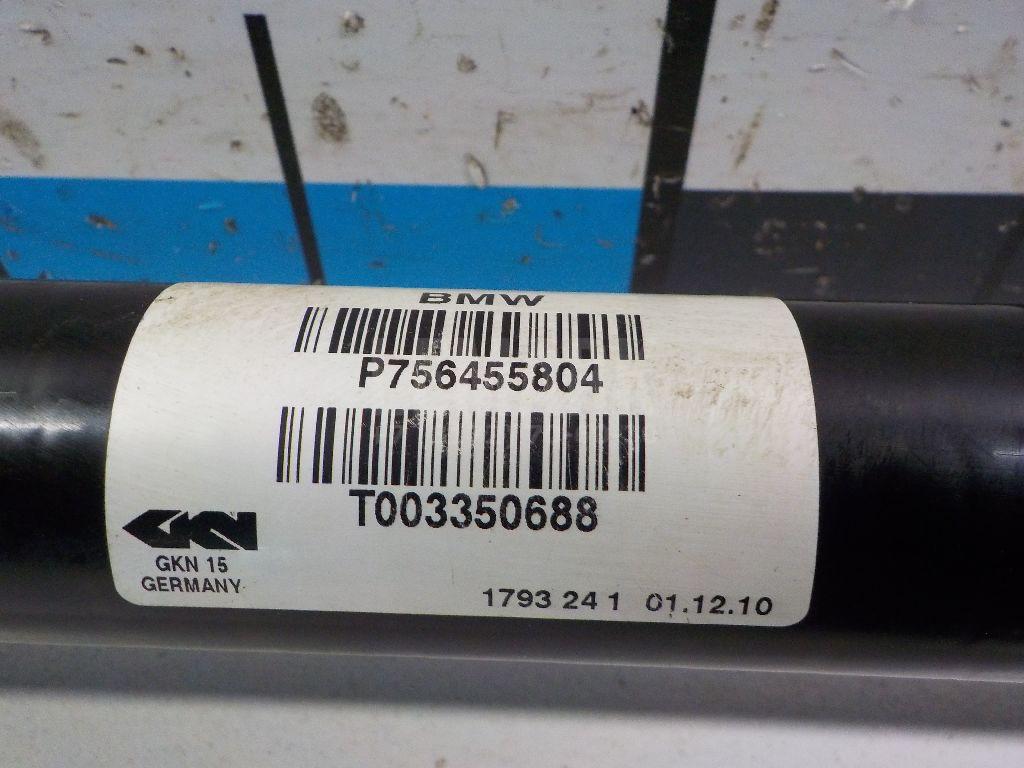 BMW
P756455804
T003350688
GKN
GKN 15
GERMANY
1793 24 1 01.12.10